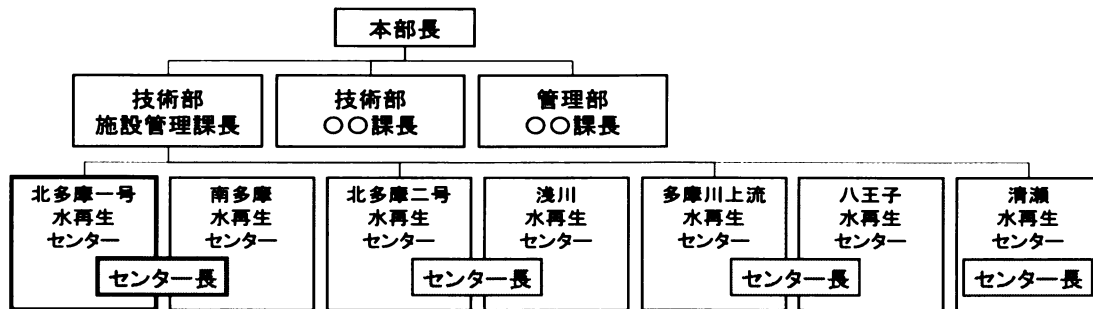 本部長
技術部
施設管理課長
技術部
〇〇課長
管理部
〇〇課長
北多摩一号
水再生
センター
南多摩
水再生
センター
北多摩二号
水再生
センター
浅川
水再生
センター
多摩川上流
水再生
センター
八王子
水再生
センター
清瀬
水再生
センター
センター長
センター長
センター長
センター長